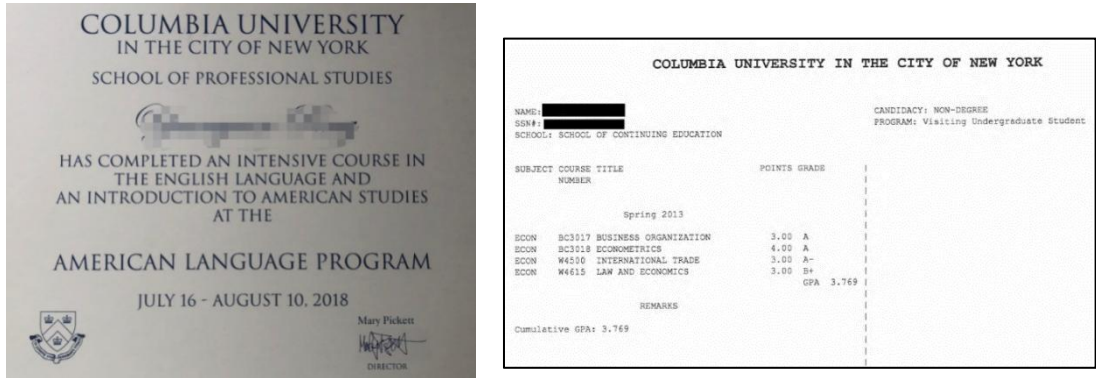 COLUMBIA UNIVERSITY
IN THE CITY OF NEW YORK
SCHOOL OF PROFESSIONAL STUDIES
HAS COMPLETED AN INTENSIVE COURSE IN
THE ENGLISH LANGUAGE AND
AN INTRODUCTION TO AMERICAN STUDIES
AT THE
AMERICAN LANGUAGE PROGRAM
JULY 16 - AUGUST 10, 2018
Mary Pickett
DIRECTOR
COLUMBIA UNIVERSITY IN THE CITY OF NEW YORK
NAME:
SSN#:
SCHOOL: SCHOOL OF CONTINUING EDUCATION
CANDIDACY: NON-DEGREE
PROGRAM: Visiting Undergraduate Student
SUBJECT COURSE TITLE POINTS GRADE
NUMBER
Spring 2013
ECON BC3017 BUSINESS ORGANIZATION 3.00 A
ECON BC3018 ECONOMETRICS 4.00 A
ECON W4500 INTERNATIONAL TRADE 3.00 A-
ECON W4615 LAW AND ECONOMICS 3.00 B+
GPA 3.769
REMARKS
Cumulative GPA: 3.769